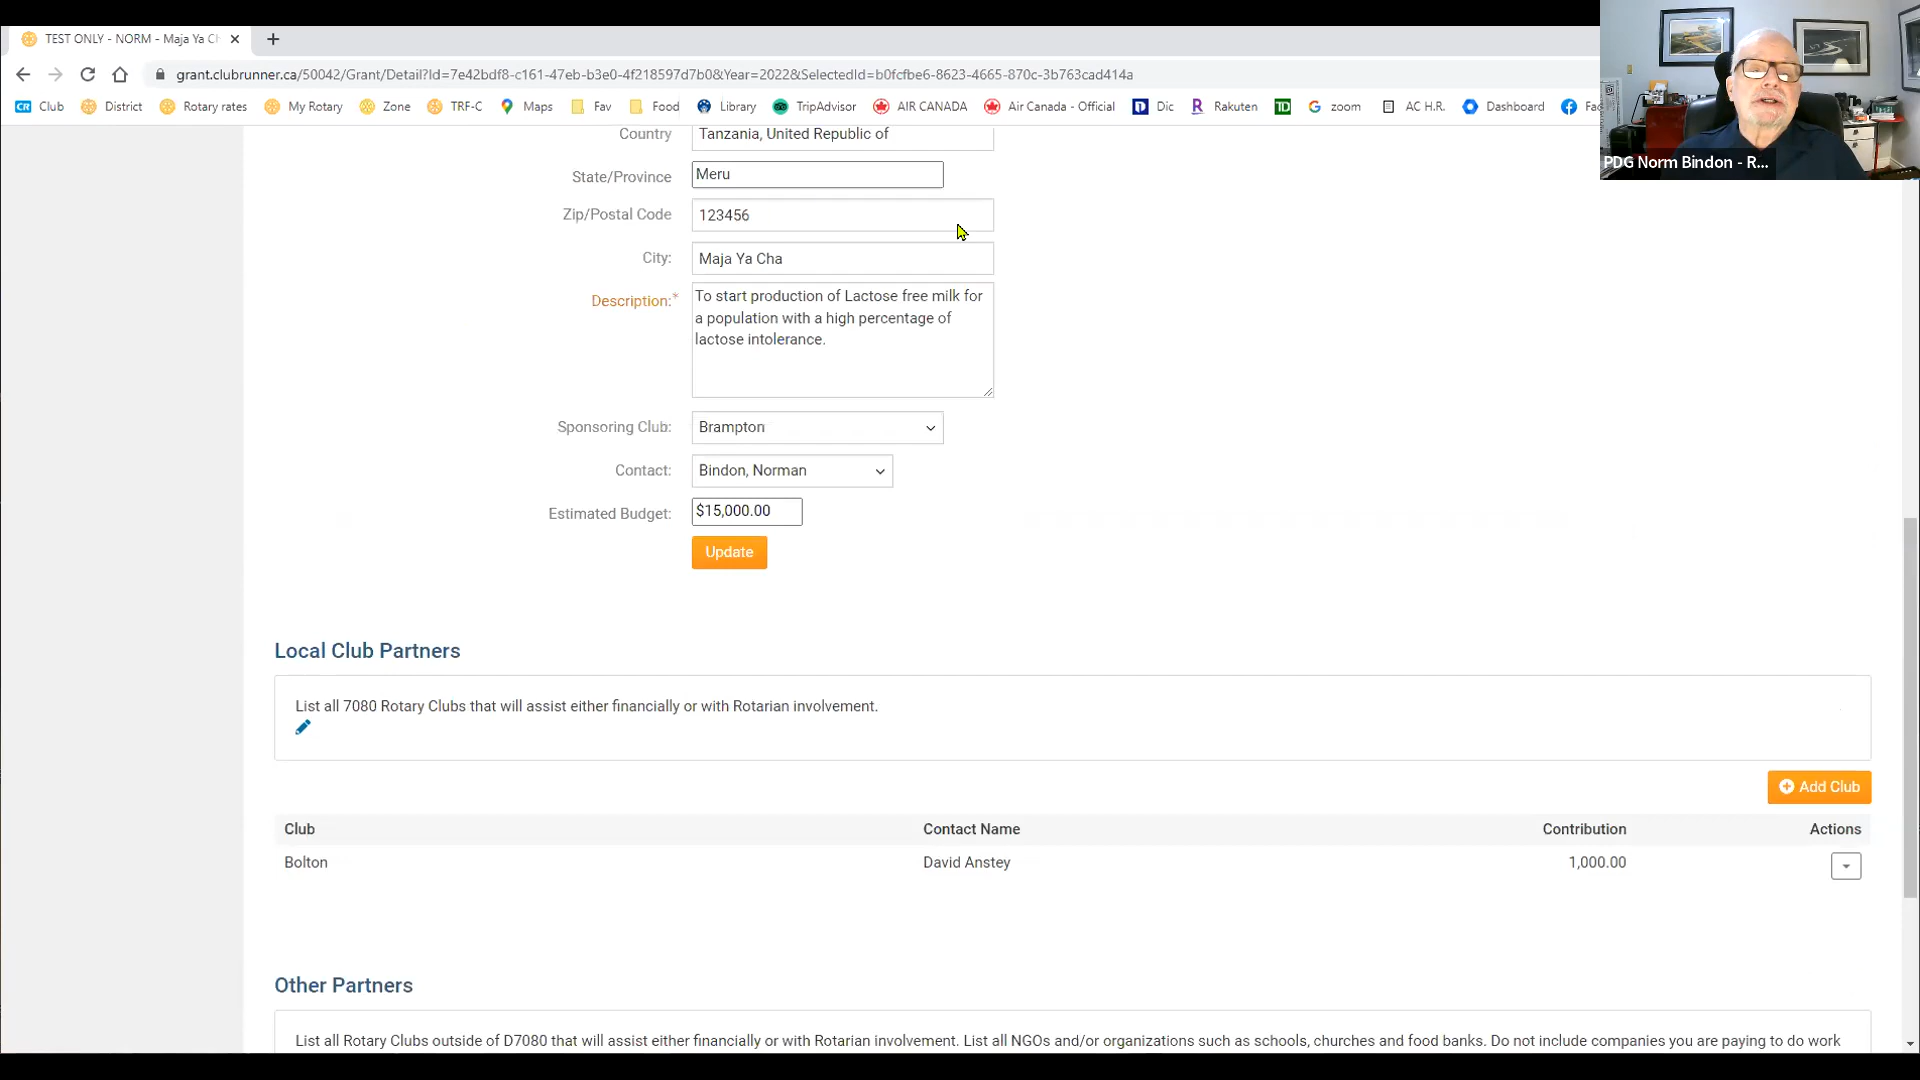 TEST ONLY - NORM - Maja Ya Ch
grant.clubrunner.ca/50042/Grant/Detail?Id=7e42bdf8-c161-47eb-b3e0-4f218597d7b0&Year=2022&SelectedId=b0fcfbe6-8623-4665-870c-3b763cad414a
CR Club District Rotary rates My Rotary Zone TRF-C Maps Fav Food Library TripAdvisor AIR CANADA Air Canada - Official D Dic R Rakuten TD G zoom AC H.R. Dashboard Fac
PDG Norm Bindon - R...
Country Tanzania, United Republic of
State/Province Meru
Zip/Postal Code 123456
City: Maja Ya Cha
Description:* To start production of Lactose free milk for
a population with a high percentage of
lactose intolerance.
Sponsoring Club: Brampton
Contact: Bindon, Norman
Estimated Budget: $15,000.00
Update
Local Club Partners
List all 7080 Rotary Clubs that will assist either financially or with Rotarian involvement.
Add Club
Club Contact Name Contribution Actions
Bolton David Anstey 1,000.00
Other Partners
List all Rotary Clubs outside of D7080 that will assist either financially or with Rotarian involvement. List all NGOs and/or organizations such as schools, churches and food banks. Do not include companies you are paying to do work